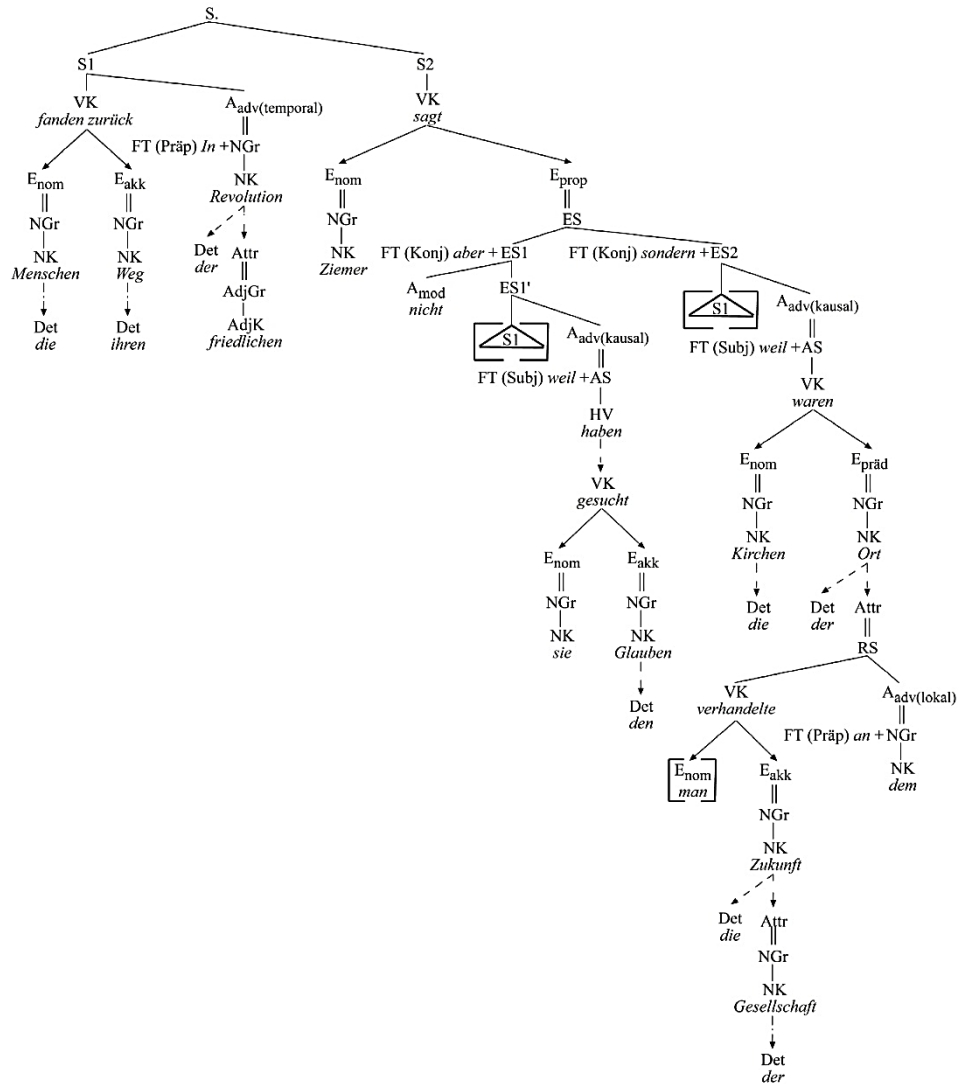 S.
S1 S2
VK VK
fanden zurück sagt
A adv(temporal)
FT (Präp) In + NGr
NK
Revolution
E nom E akk
NGr NGr
NK NK
Menschen Weg
Det Det
die ihren
Det Attr
der AdjGr
AdjK
friedlichen
E nom E prop
NGr ES
NK
Ziemer
FT (Konj) aber + ES1 FT (Konj) sondern + ES2
A mod ES1'
nicht
S1 A adv(kausal)
FT (Subj) weil + AS
HV
haben
VK
gesucht
E nom E akk
NGr NGr
NK NK
sie Glauben
Det
den
S1 A adv(kausal)
FT (Subj) weil + AS
VK
waren
E nom E präd
NGr NGr
NK NK
Kirchen Ort
Det Det Attr
die der
RS
VK A adv(lokal)
verhandelte
FT (Präp) an + NGr
NK
dem
E nom E akk
man
NGr
NK
Zukunft
Det Attr
die
NGr
NK
Gesellschaft
Det
der